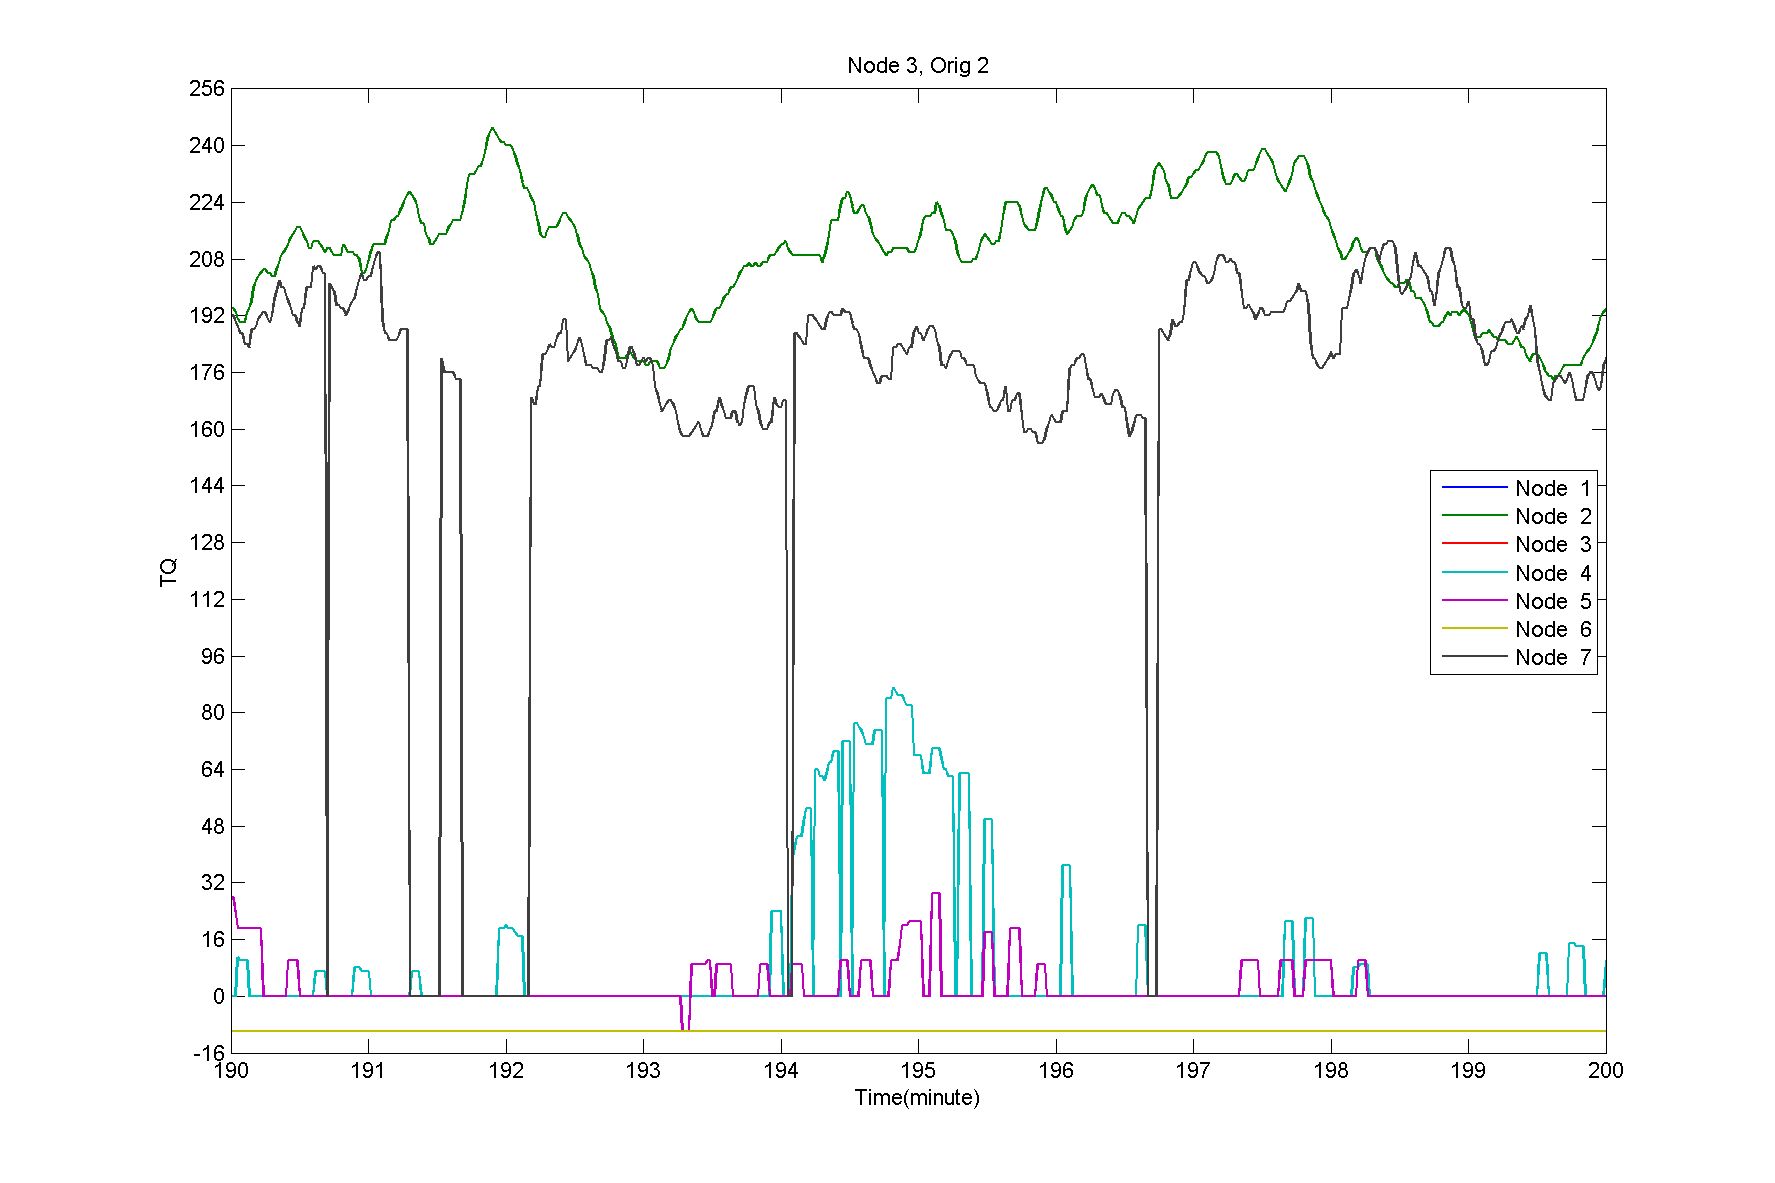 Node 3, Orig 2
256
240
224
208
192
176
160
144
128
112
96
80
64
48
32
16
0
-16
TQ
Node 1
Node 2
Node 3
Node 4
Node 5
Node 6
Node 7
190 191 192 193 194 195 196 197 198 199 200
Time(minute)